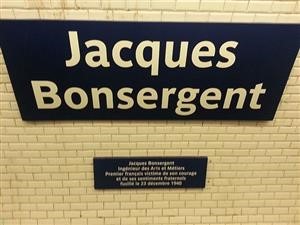 Jacques
Bonsergent
Jacques Bonsergent
Ingénieur des Arts et Métiers
Premier français victime de son courage
et de ses sentiments fraternels
fusillé le 23 décembre 1940